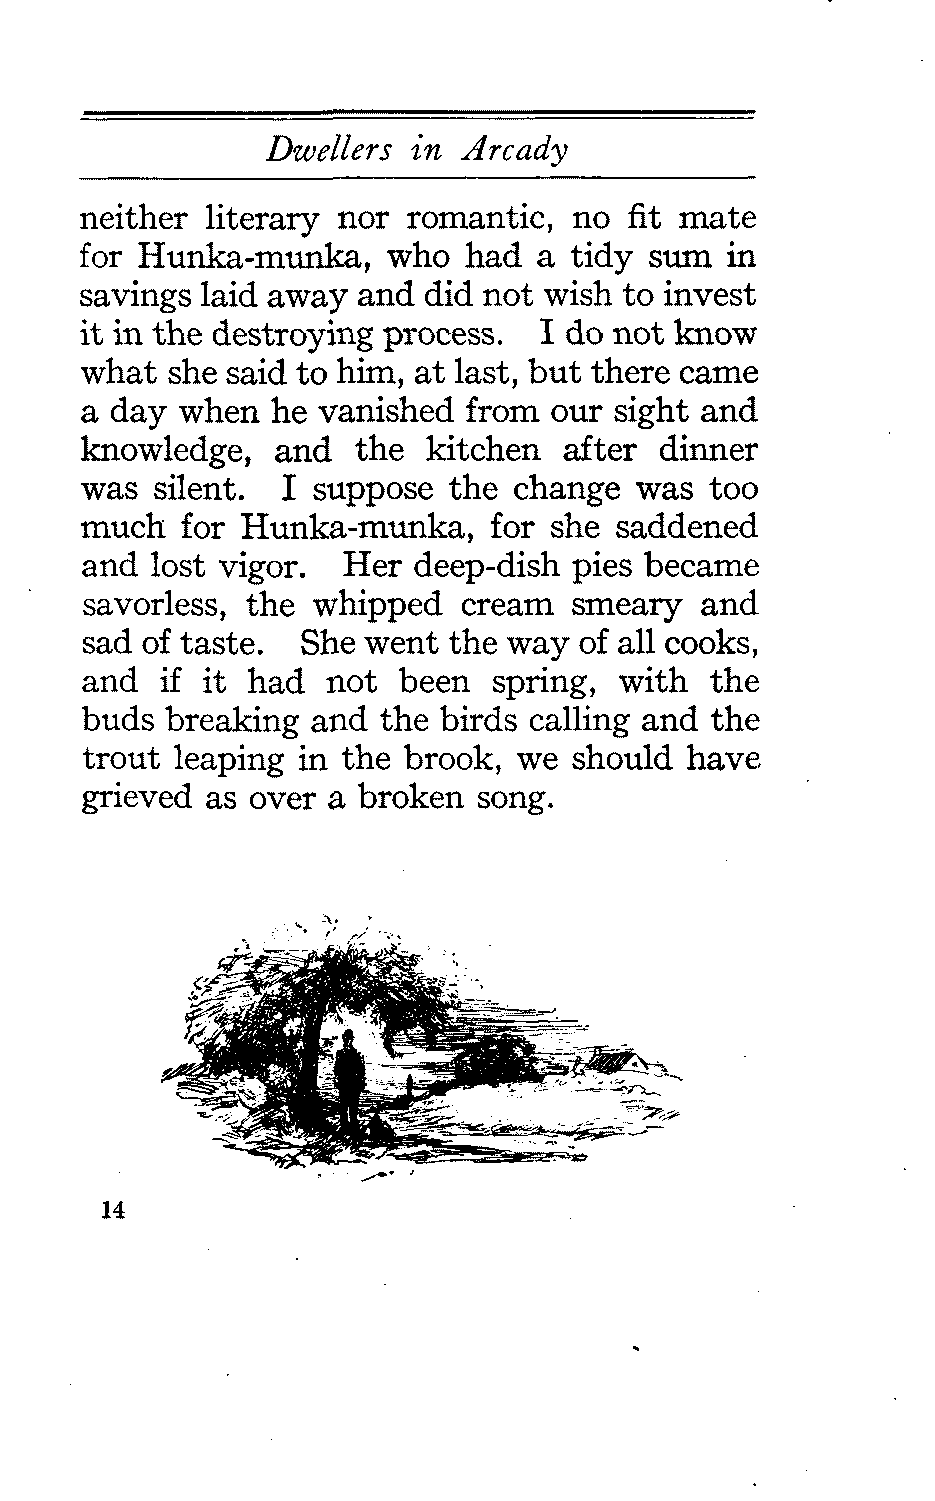 Dwellers in Arcady
neither literary nor romantic, no fit mate
for Hunka-munka, who had a tidy sum in
savings laid away and did not wish to invest
it in the destroying process. I do not know
what she said to him, at last, but there came
a day when he vanished from our sight and
knowledge, and the kitchen after dinner
was silent. I suppose the change was too
much for Hunka-munka, for she saddened
and lost vigor. Her deep-dish pies became
savorless, the whipped cream smeary and
sad of taste. She went the way of all cooks,
and if it had not been spring, with the
buds breaking and the birds calling and the
trout leaping in the brook, we should have
grieved as over a broken song.
14